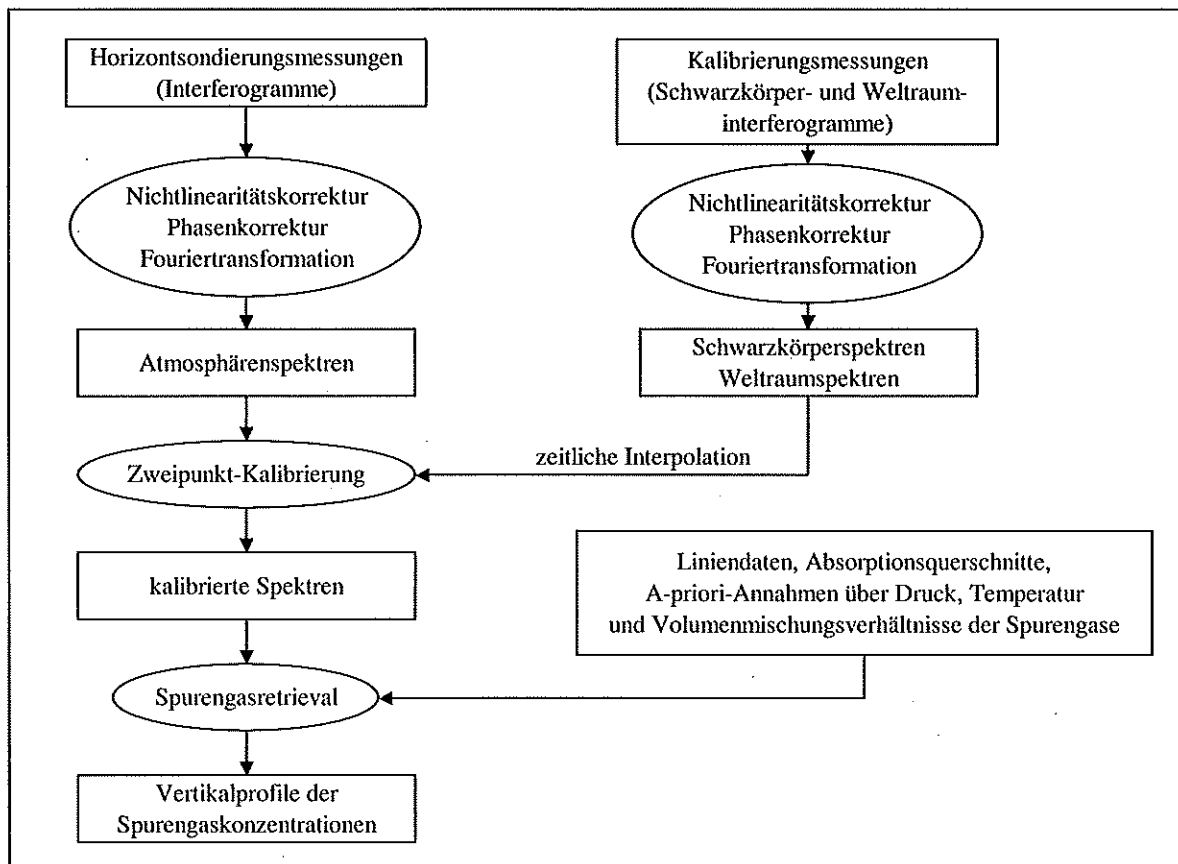 Horizontsondierungsmessungen
(Interferogramme)
Kalibrierungsmessungen
(Schwarzkörper- und Weltraum-
interferogramme)
Nichtlinearitätskorrektur
Phasenkorrektur
Fouriertransformation
Nichtlinearitätskorrektur
Phasenkorrektur
Fouriertransformation
Atmosphärenspektren
Schwarzkörperspektren
Weltraumspektren
zeitliche Interpolation
Zweipunkt-Kalibrierung
kalibrierte Spektren
Liniendaten, Absorptionsquerschnitte,
A-priori-Annahmen über Druck, Temperatur
und Volumenmischungsverhältnisse der Spurengase
Spurengasretrieval
Vertikalprofile der
Spurengaskonzentrationen